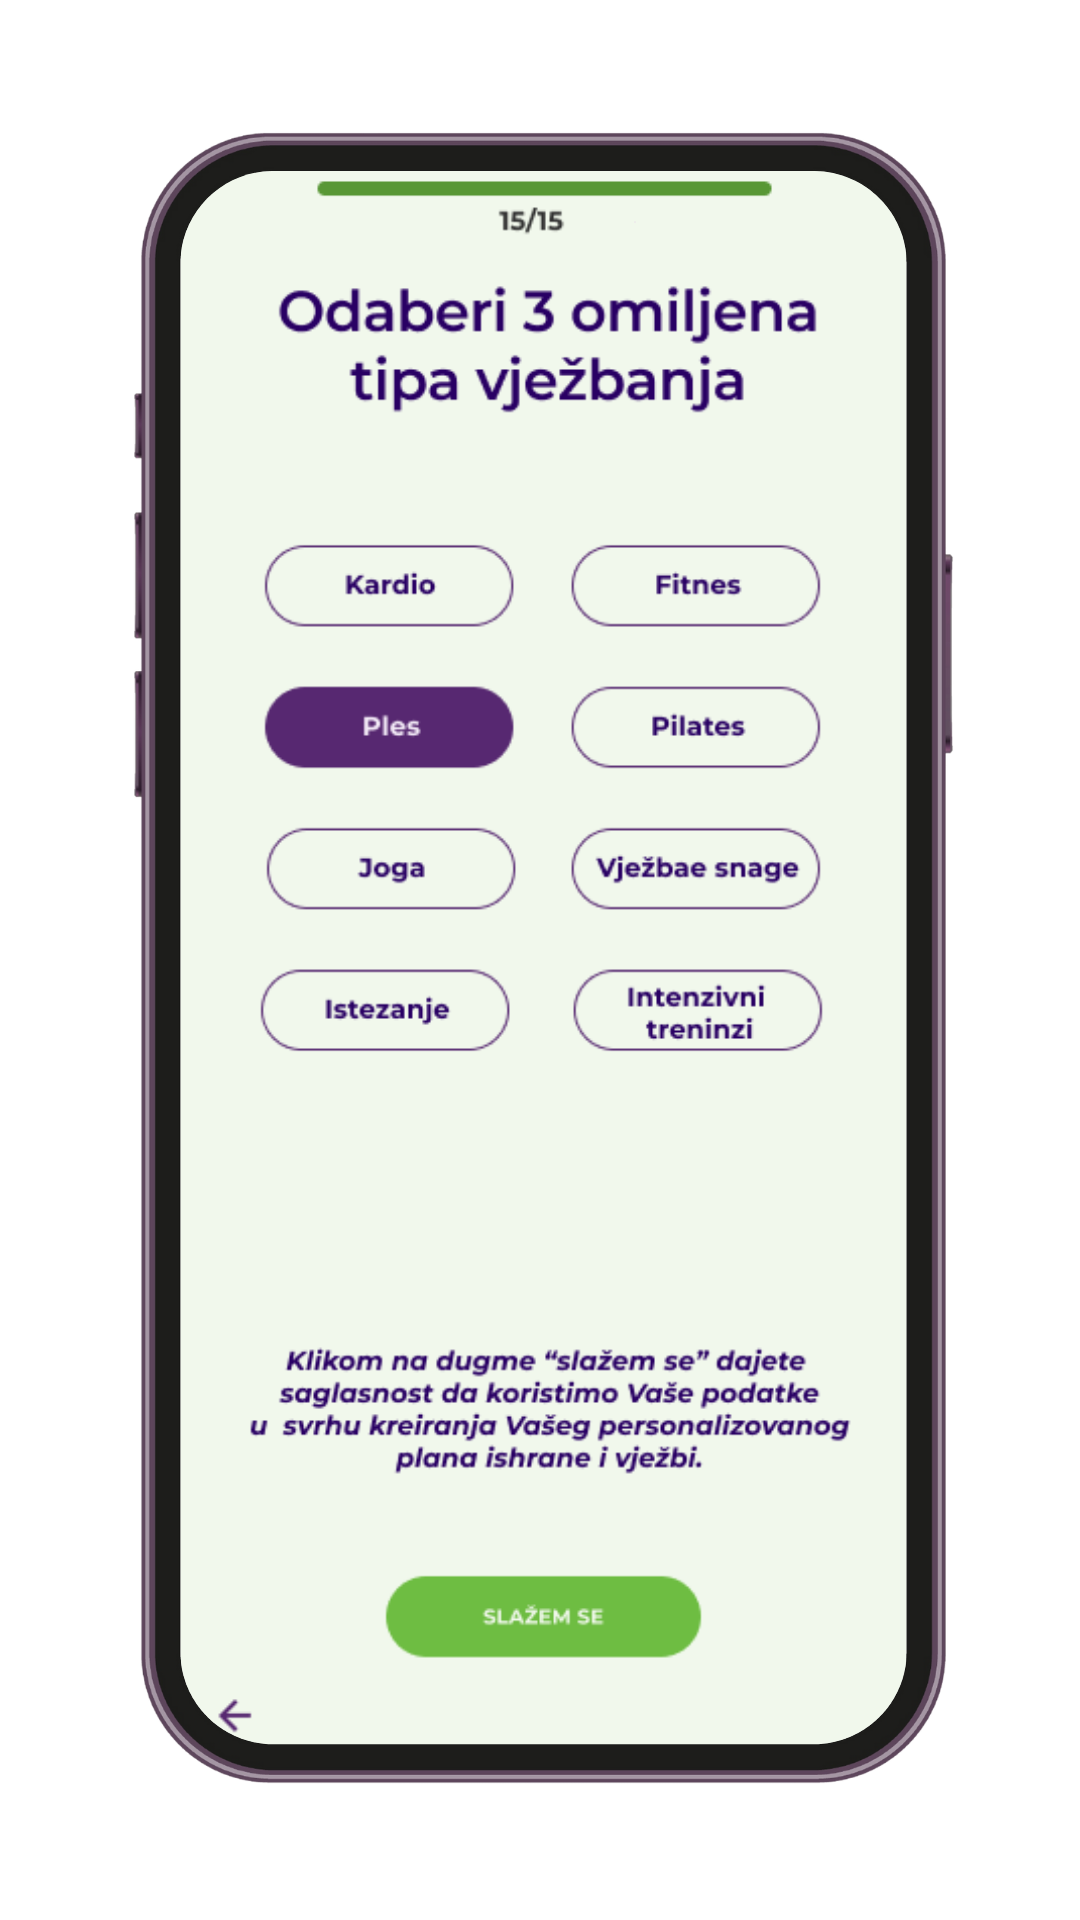 15/15
Odaberi 3 omiljena
tipa vježbanja
Kardio
Fitnes
Ples
Pilates
Joga
Vježbae snage
Istezanje
Intenzivni
treninzi
Klikom na dugme “slažem se” dajete
saglasnost da koristimo Vaše podatke
u svrhu kreiranja Vašeg personalizovanog
plana ishrane i vježbi.
SLAŽEM SE